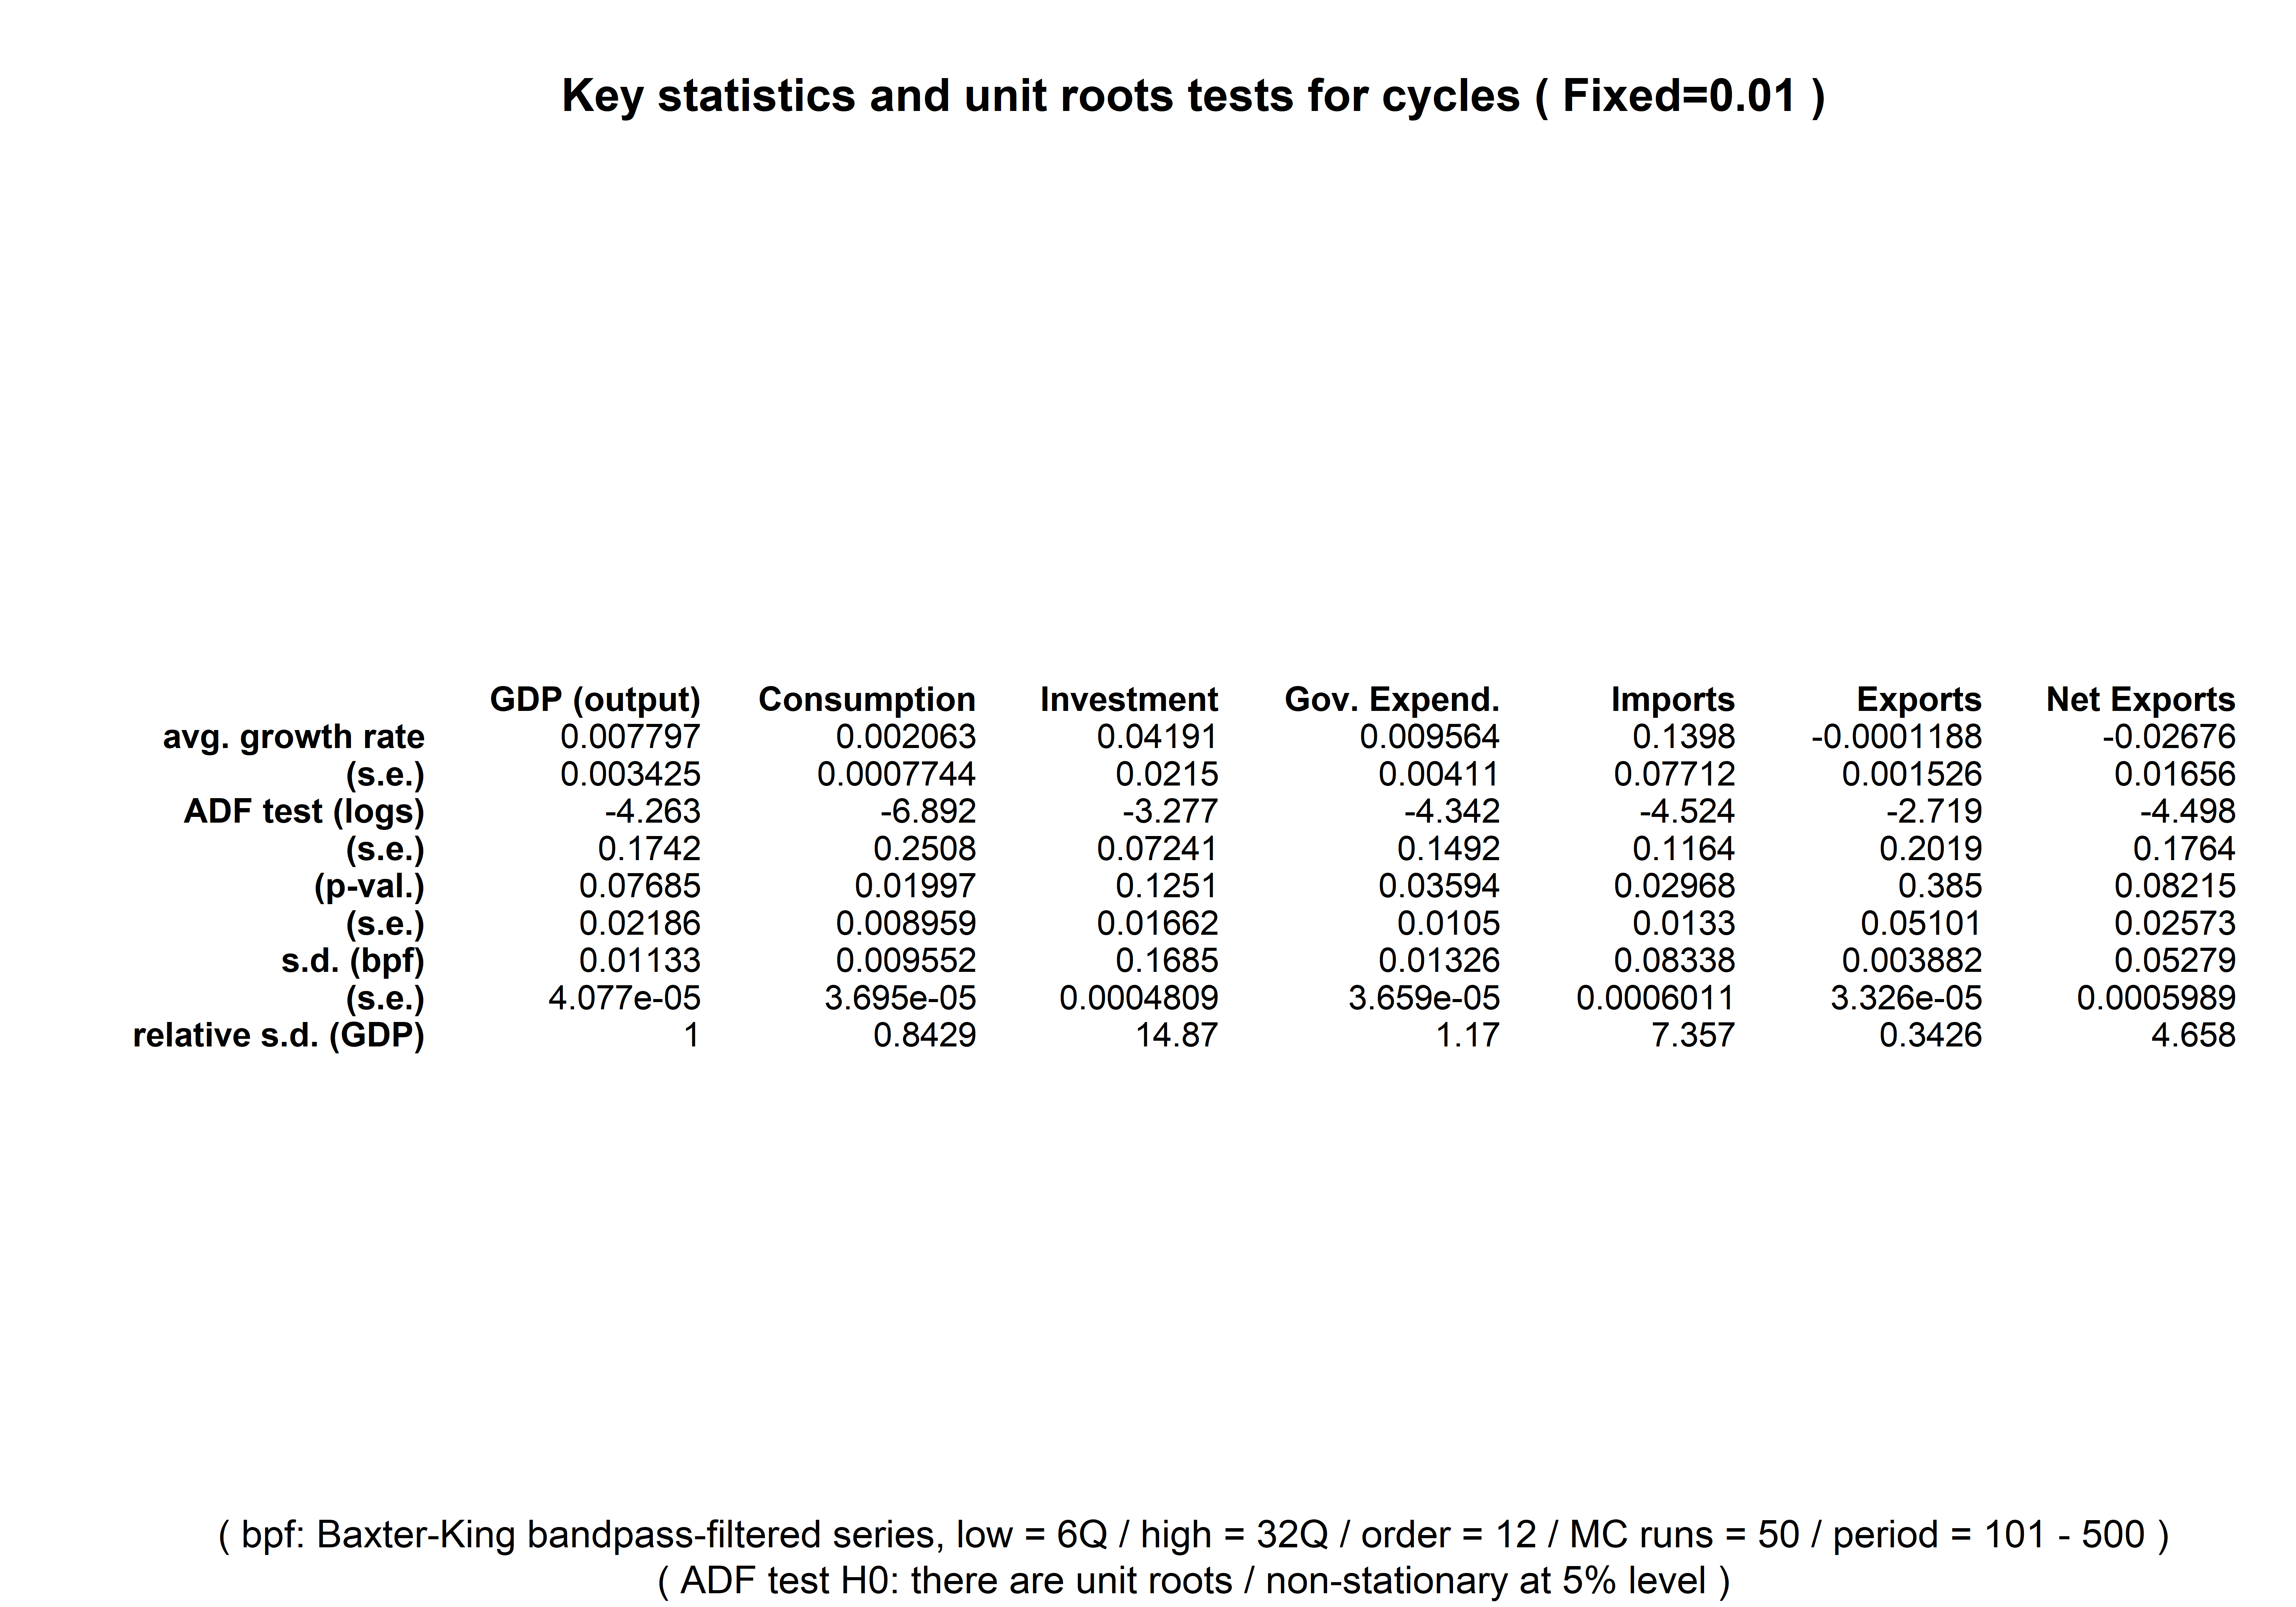 Key statistics and unit roots tests for cycles ( Fixed=0.01 )
GDP (output) Consumption Investment Gov. Expend. Imports Exports Net Exports
avg. growth rate 0.007797 0.002063 0.04191 0.009564 0.1398 -0.0001188 -0.02676
(s.e.) 0.003425 0.0007744 0.0215 0.00411 0.07712 0.001526 0.01656
ADF test (logs) -4.263 -6.892 -3.277 -4.342 -4.524 -2.719 -4.498
(s.e.) 0.1742 0.2508 0.07241 0.1492 0.1164 0.2019 0.1764
(p-val.) 0.07685 0.01997 0.1251 0.03594 0.02968 0.385 0.08215
(s.e.) 0.02186 0.008959 0.01662 0.0105 0.0133 0.05101 0.02573
s.d. (bpf) 0.01133 0.009552 0.1685 0.01326 0.08338 0.003882 0.05279
(s.e.) 4.077e-05 3.695e-05 0.0004809 3.659e-05 0.0006011 3.326e-05 0.0005989
relative s.d. (GDP) 1 0.8429 14.87 1.17 7.357 0.3426 4.658
( bpf: Baxter-King bandpass-filtered series, low = 6Q / high = 32Q / order = 12 / MC runs = 50 / period = 101 - 500 )
( ADF test H0: there are unit roots / non-stationary at 5% level )